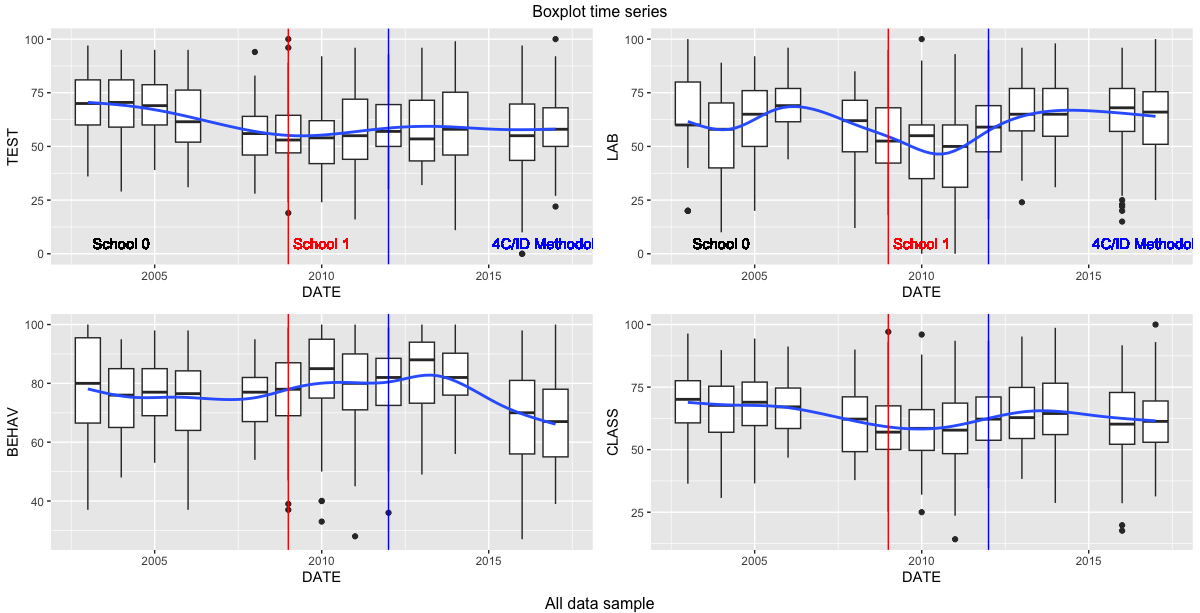 Boxplot time series
100
75
50
25
0
TEST
School 0
School 1
4C/ID Methodol
2005
2010
2015
DATE
100
75
50
25
0
LAB
School 0
School 1
4C/ID Methodol
2005
2010
2015
DATE
100
80
60
40
BEHAV
2005
2010
2015
DATE
100
75
50
25
CLASS
2005
2010
2015
DATE
All data sample